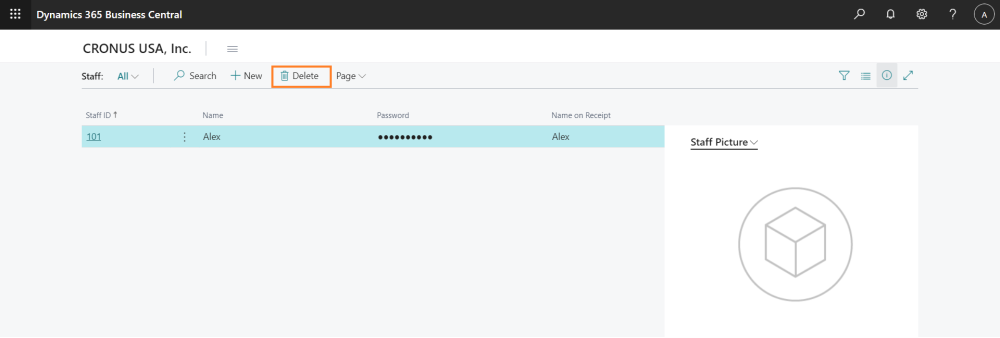 Dynamics 365 Business Central
? A
CRONUS USA, Inc.
Staff: All Search New Delete Page
Staff ID ↑ Name Password Name on Receipt
101 Alex ●●●●●●●●●● Alex
Staff Picture